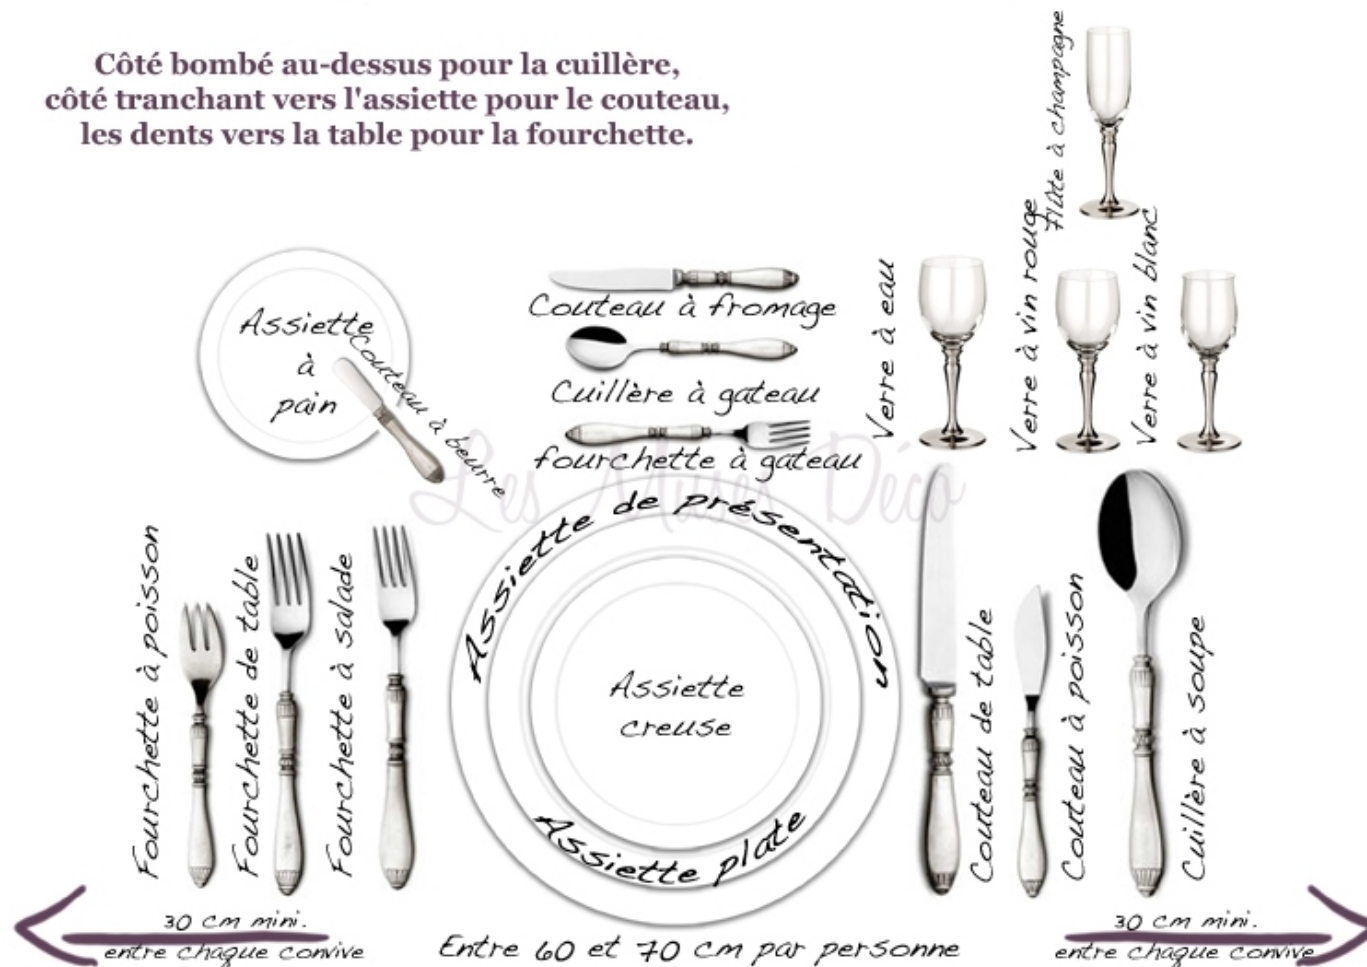 Côté bombé au-dessus pour la cuillère,
côté tranchant vers l'assiette pour le couteau,
les dents vers la table pour la fourchette.
Flûte à champagne
Verre à eau
Verre à vin rouge
Verre à vin blanc
Assiette
à
pain
Couteau à beurre
Couteau à fromage
Cuillère à gateau
fourchette à gateau
Les Muses Déco
Fourchette à poisson
Fourchette de table
Fourchette à salade
Assiette de présentation
Assiette
creuse
Assiette plate
Couteau de table
Couteau à poisson
Cuillère à soupe
30 cm mini.
entre chaque convive
Entre 60 et 70 cm par personne
30 cm mini.
entre chaque convive